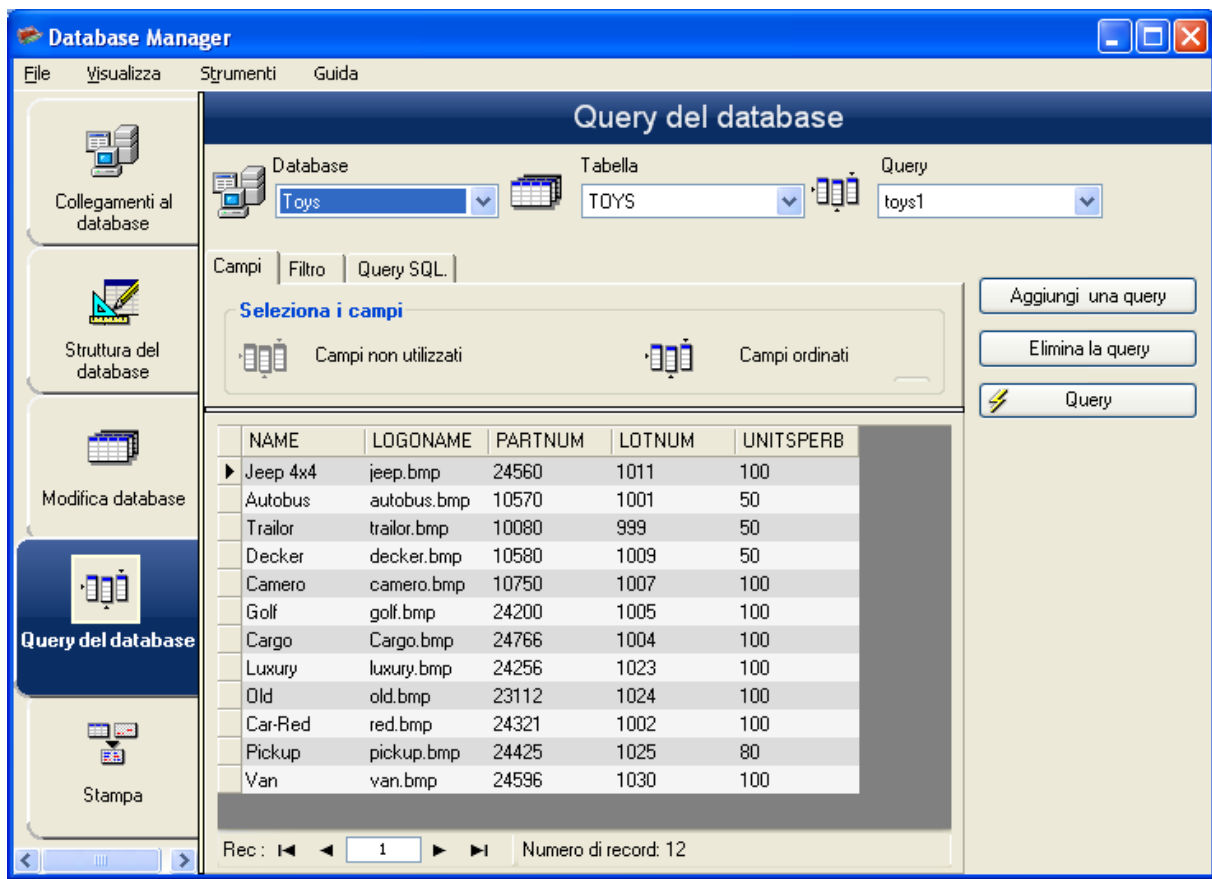 Database Manager
File Visualizza Strumenti Guida
Query del database
Collegamenti al
database
Struttura del
database
Modifica database
Query del database
Stampa
Database Tabella Query
Toys TOYS toys1
Campi Filtro Query SQL.
Seleziona i campi
Campi non utilizzati Campi ordinati
Aggiungi una query
Elimina la query
Query
NAME LOGONAME PARTNUM LOTNUM UNITSPERB
Jeep 4x4 jeep.bmp 24560 1011 100
Autobus autobus.bmp 10570 1001 50
Trailor trailor.bmp 10080 999 50
Decker decker.bmp 10580 1009 50
Camero camero.bmp 10750 1007 100
Golf golf.bmp 24200 1005 100
Cargo Cargo.bmp 24766 1004 100
Luxury luxury.bmp 24256 1023 100
Old old.bmp 23112 1024 100
Car-Red red.bmp 24321 1002 100
Pickup pickup.bmp 24425 1025 80
Van van.bmp 24596 1030 100
Rec : 1 Numero di record: 12